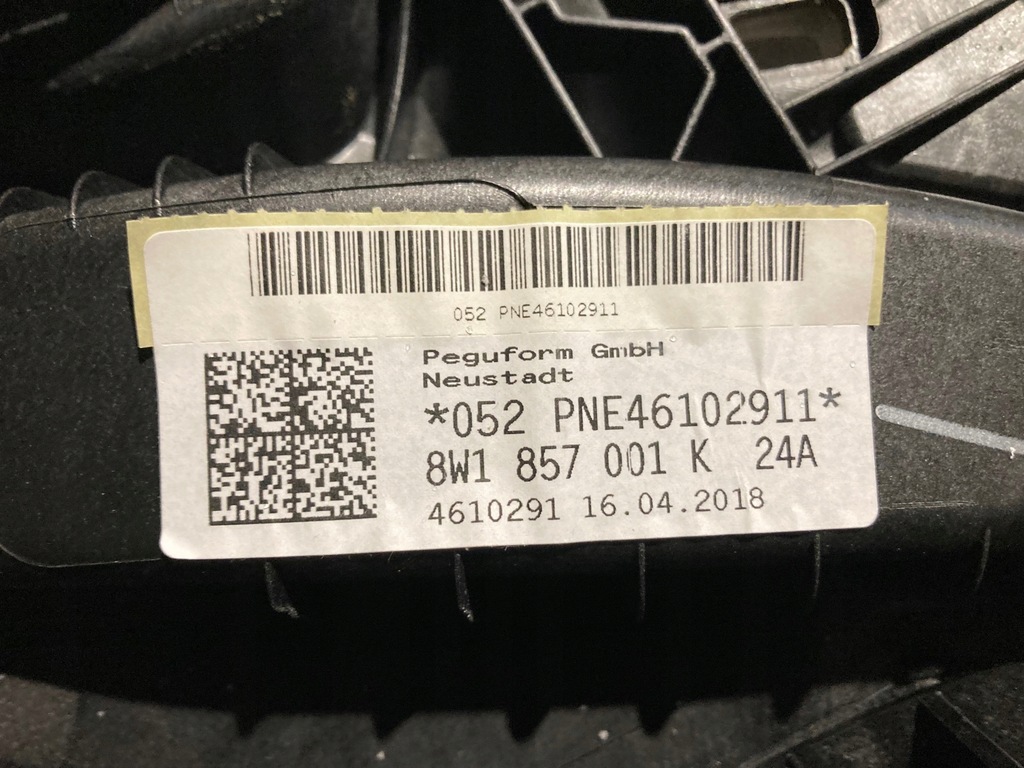 052 PNE46102911
Peguform GmbH
Neustadt
*052 PNE46102911*
8W1 857 001 K 24A
4610291 16.04.2018